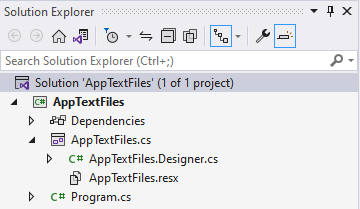 Solution Explorer
Search Solution Explorer (Ctrl+;)
Solution 'AppTextFiles' (1 of 1 project)
C# AppTextFiles
Dependencies
AppTextFiles.cs
C# AppTextFiles.Designer.cs
AppTextFiles.resx
C# Program.cs